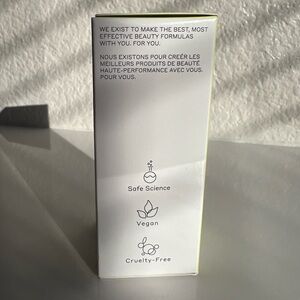 WE EXIST TO MAKE THE BEST, MOST
EFFECTIVE BEAUTY FORMULAS
WITH YOU. FOR YOU.
NOUS EXISTONS POUR CRÉER LES
MEILLEURS PRODUITS DE BEAUTÉ
HAUTE-PERFORMANCE AVEC VOUS.
POUR VOUS.
Safe Science
Vegan
Cruelty-Free